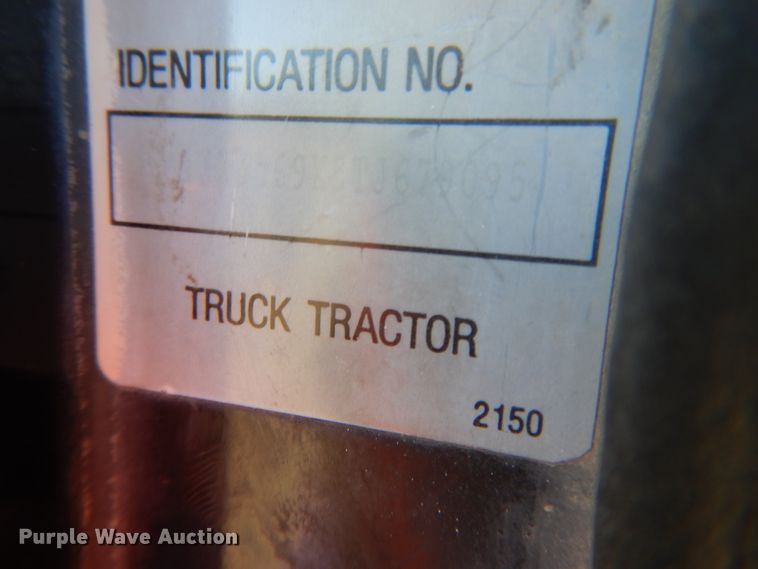 IDENTIFICATION NO.
TRUCK TRACTOR
2150
Purple Wave Auction